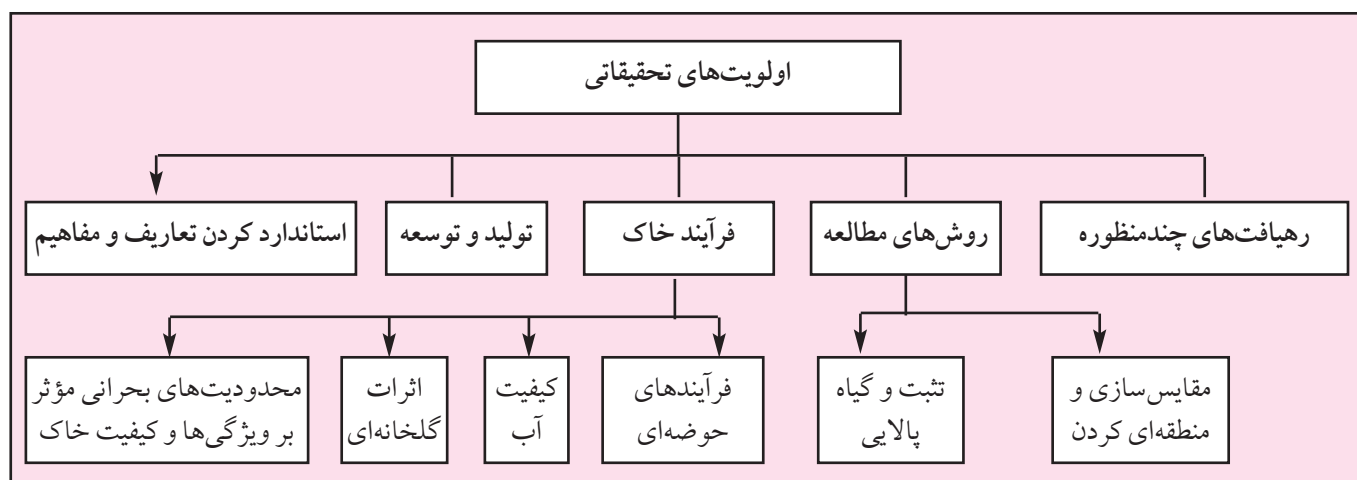 اولویت‌های تحقیقاتی
رهیافت‌های چندمنظوره
روش‌های مطالعه
فرآیند خاک
تولید و توسعه
استاندارد کردن تعاریف و مفاهیم
مقایس‌سازی و
منطقه‌ای کردن
تثبت و گیاه
پالایی
فرآیندهای
حوضه‌ای
کیفیت
آب
اثرات
گلخانه‌ای
محدودیت‌های بحرانی مؤثر
بر ویژگی‌ها و کیفیت خاک